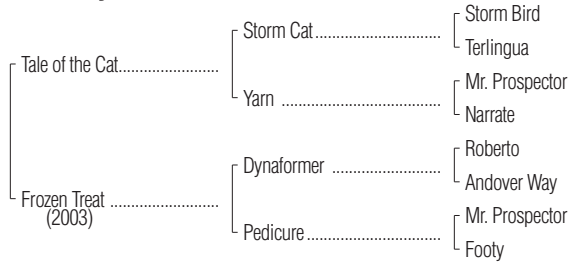 Storm Bird
Storm Cat
Terlingua
Tale of the Cat
Mr. Prospector
Yarn
Narrate
Roberto
Dynaformer
Andover Way
Frozen Treat
(2003)
Mr. Prospector
Pedicure
Footy